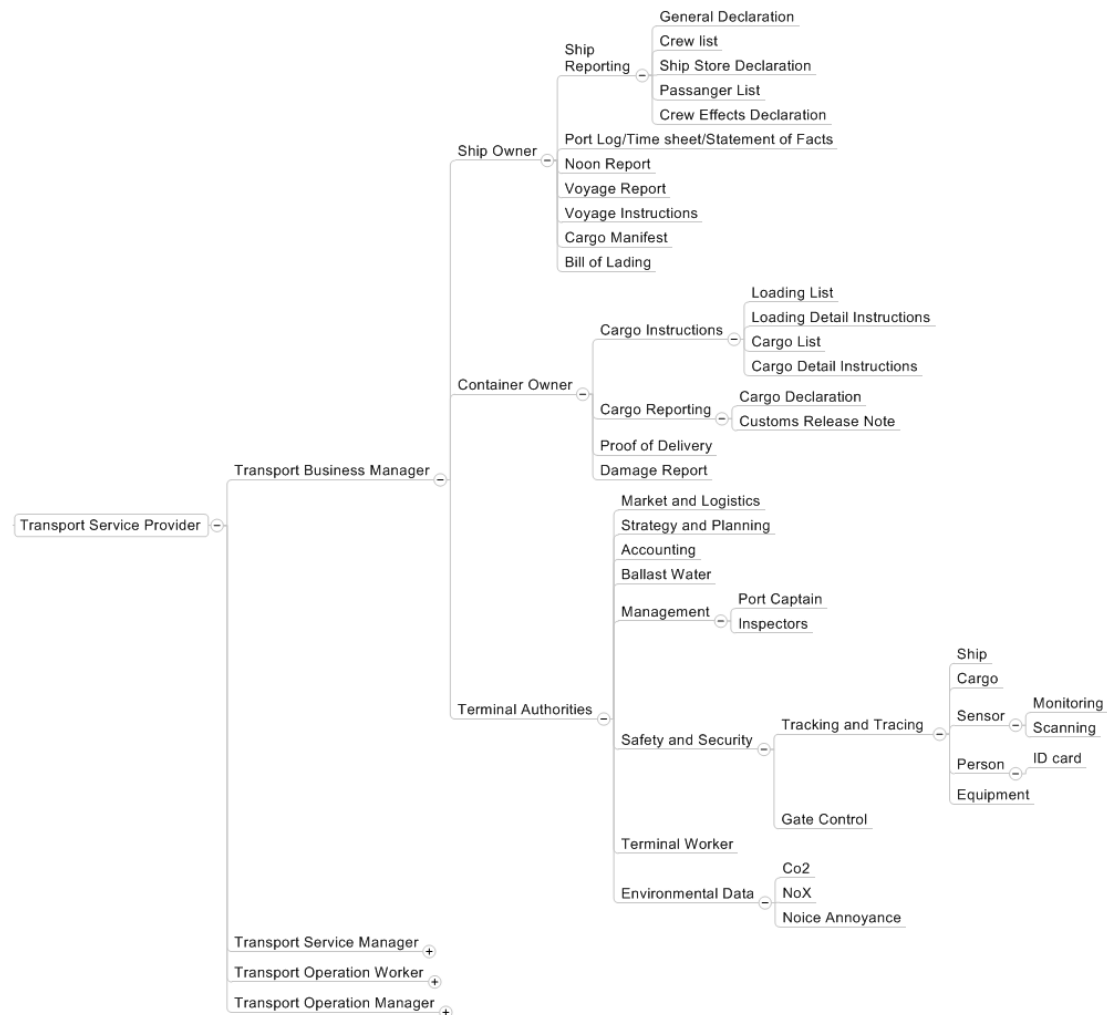 General Declaration
Ship
Reporting
Crew list
Ship Store Declaration
Passanger List
Crew Effects Declaration
Ship Owner
Port Log/Time sheet/Statement of Facts
Noon Report
Voyage Report
Voyage Instructions
Cargo Manifest
Bill of Lading
Loading List
Cargo Instructions
Loading Detail Instructions
Cargo List
Cargo Detail Instructions
Container Owner
Cargo Reporting
Cargo Declaration
Customs Release Note
Proof of Delivery
Damage Report
Transport Business Manager
Transport Service Provider
Market and Logistics
Strategy and Planning
Accounting
Ballast Water
Management
Port Captain
Inspectors
Terminal Authorities
Safety and Security
Tracking and Tracing
Ship
Cargo
Sensor
Monitoring
Scanning
Person
ID card
Equipment
Gate Control
Terminal Worker
Environmental Data
Co2
NoX
Noice Annoyance
Transport Service Manager
Transport Operation Worker
Transport Operation Manager